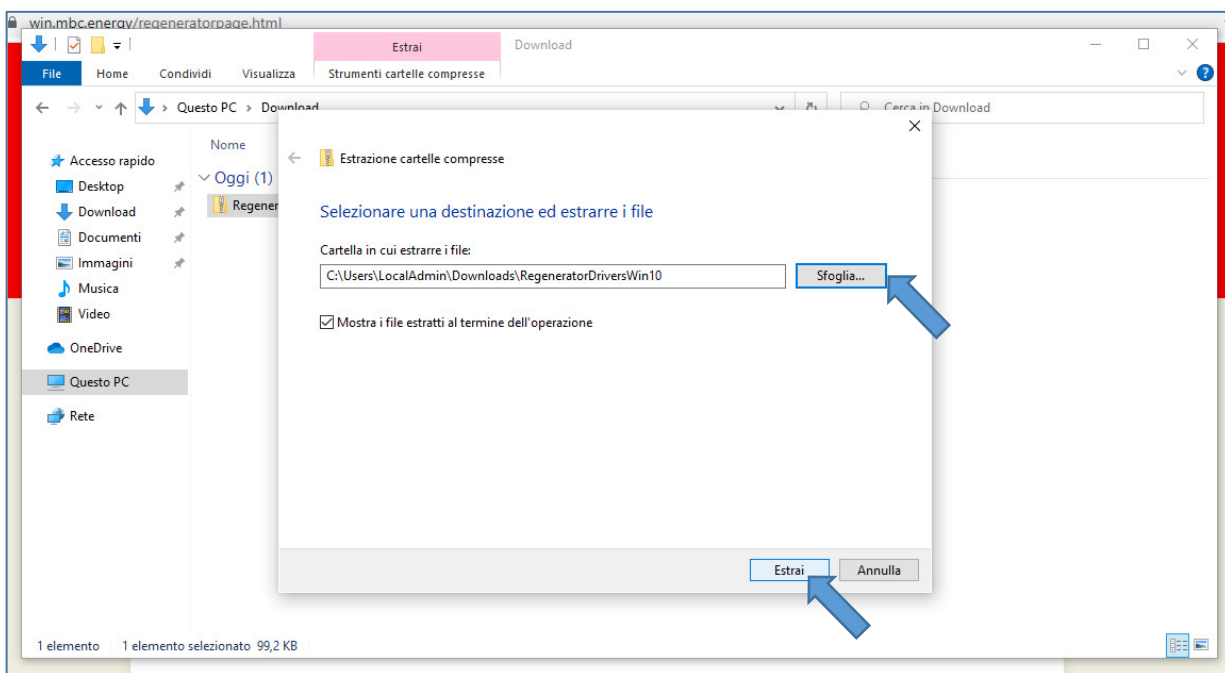 win.mbc.energy/regeneratorpage.html
Estrai
Download
File
Home
Condividi
Visualizza
Strumenti cartelle compresse
Questo PC
Download
Cerca in Download
Accesso rapido
Desktop
Download
Documenti
Immagini
Musica
Video
OneDrive
Questo PC
Rete
Nome
Oggi (1)
Regener
Estrazione cartelle compresse
Selezionare una destinazione ed estrarre i file
Cartella in cui estrarre i file:
C:\Users\LocalAdmin\Downloads\RegeneratorDriversWin10
Sfoglia...
Mostra i file estratti al termine dell'operazione
Estrai
Annulla
1 elemento
1 elemento selezionato 99,2 KB